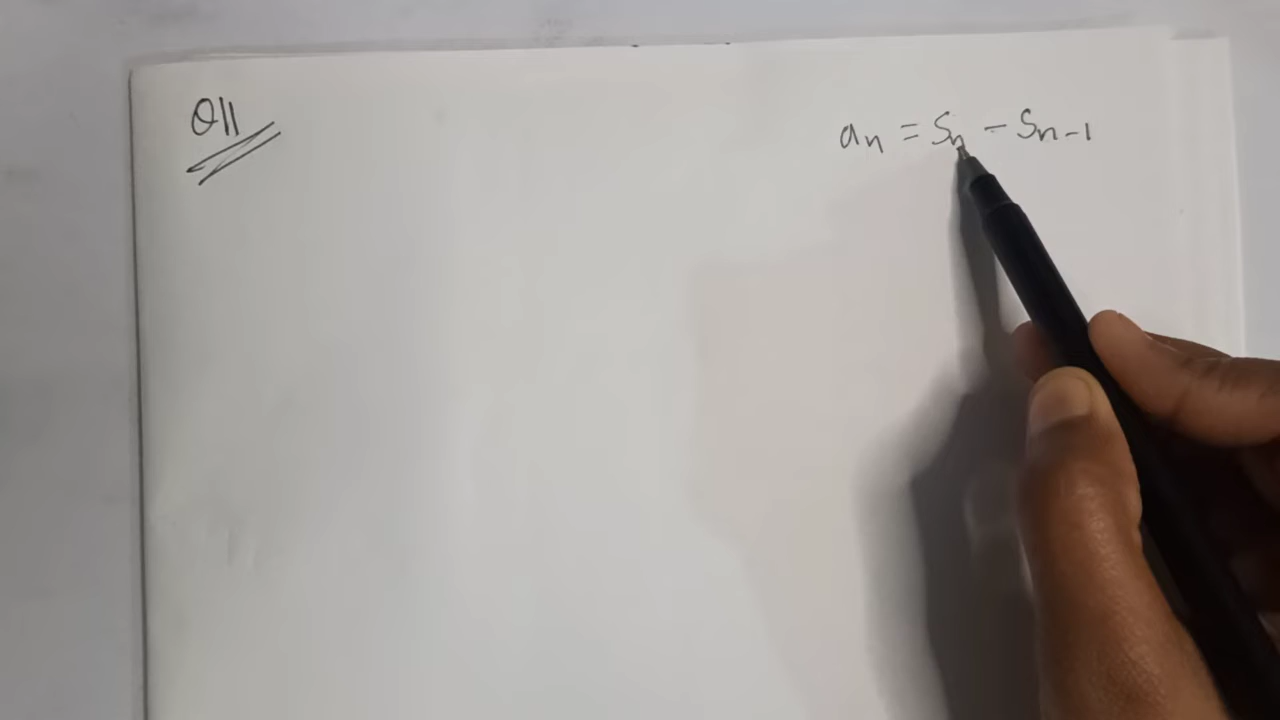 Q11
aₙ = Sₙ - Sₙ₋₁